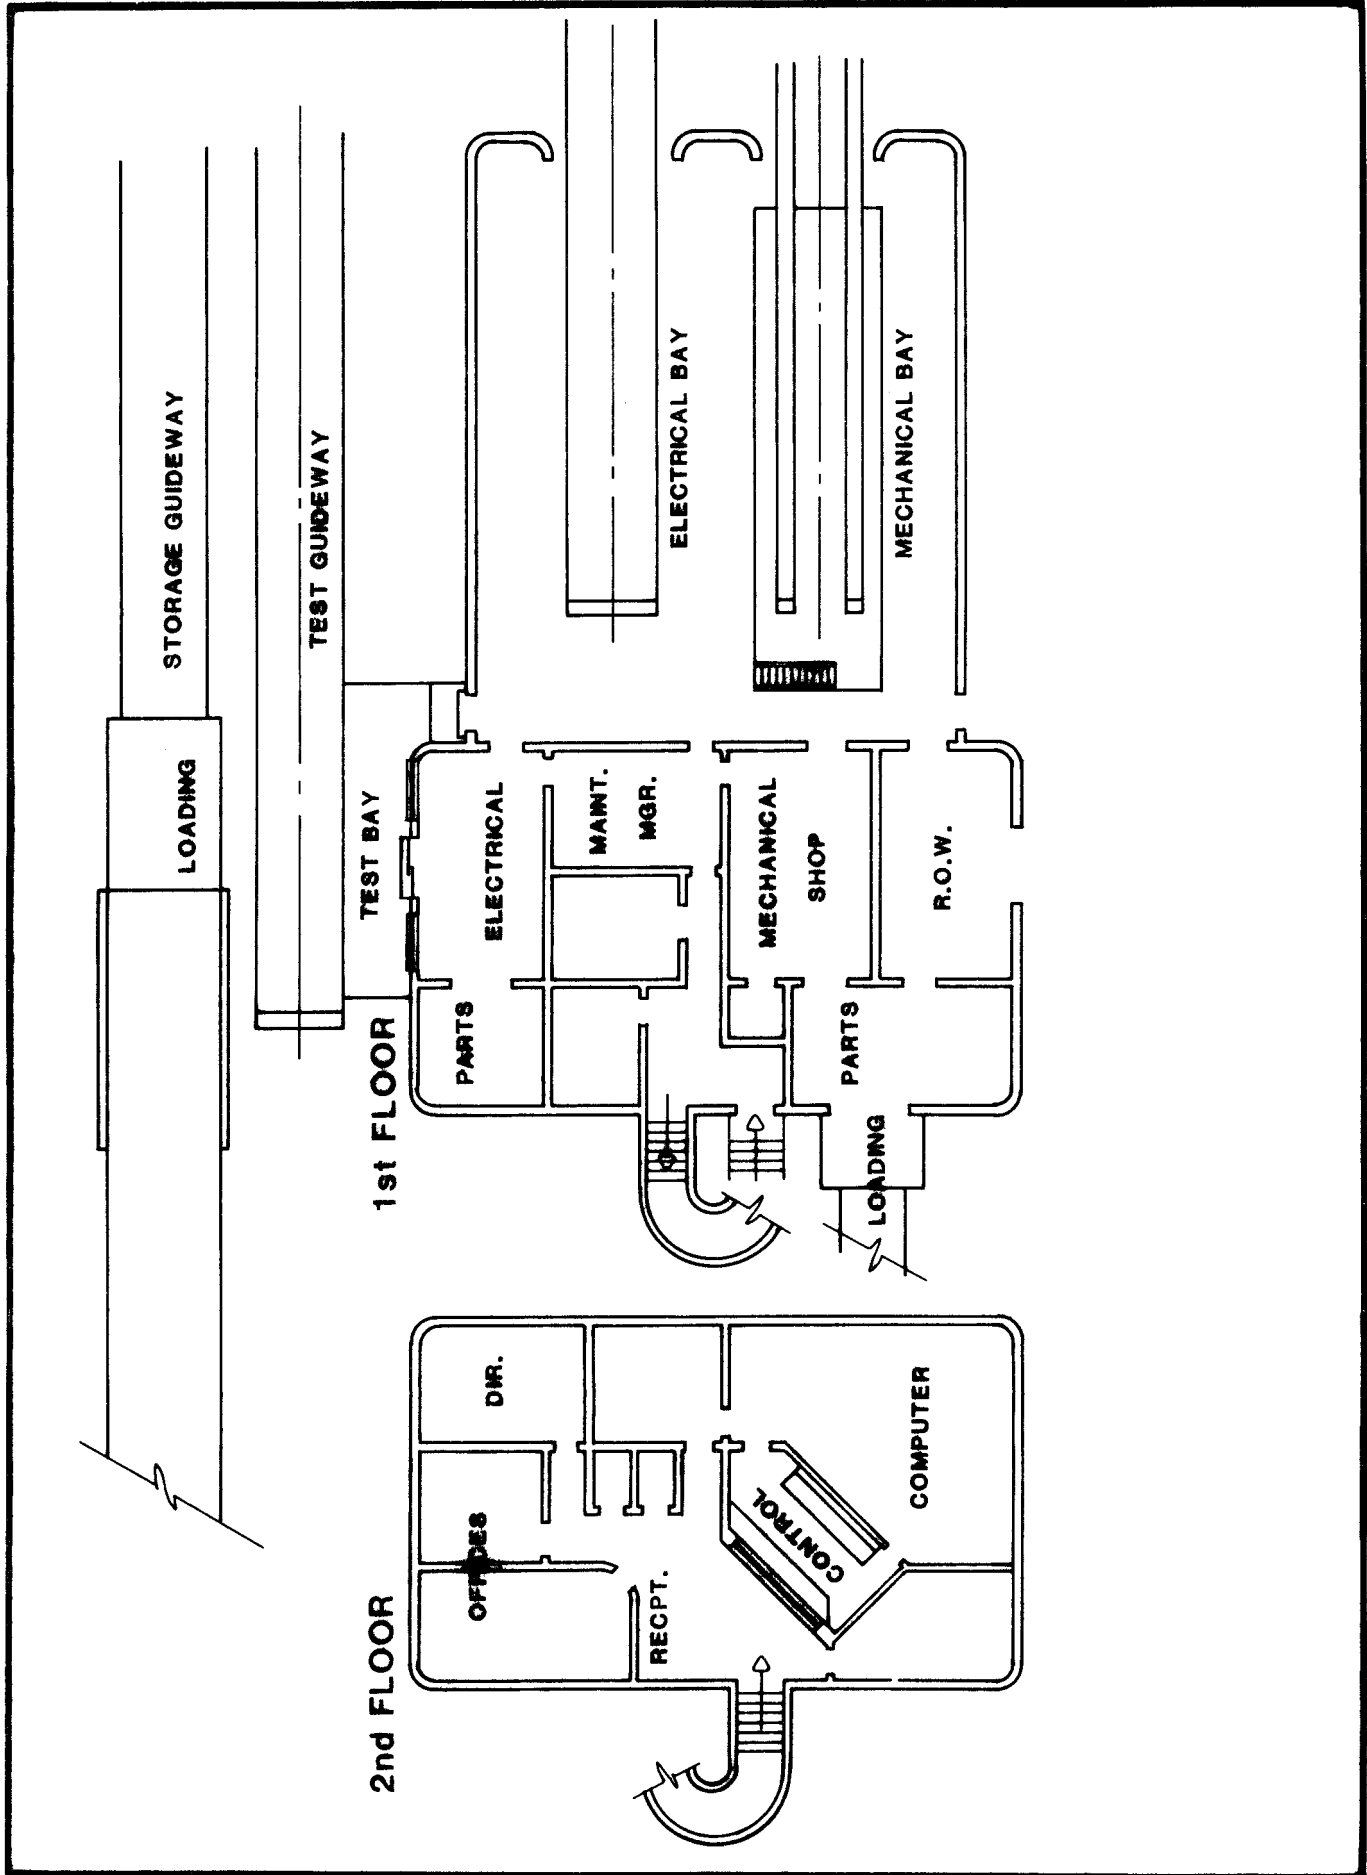 STORAGE GUIDEWAY
LOADING
TEST GUIDEWAY
TEST BAY
1st FLOOR
ELECTRICAL
PARTS
MAINT.
MGR.
MECHANICAL
SHOP
PARTS
R.O.W.
LOADING
ELECTRICAL BAY
MECHANICAL BAY
2nd FLOOR
OFFICES
DIR.
RECPT.
CONTROL
COMPUTER